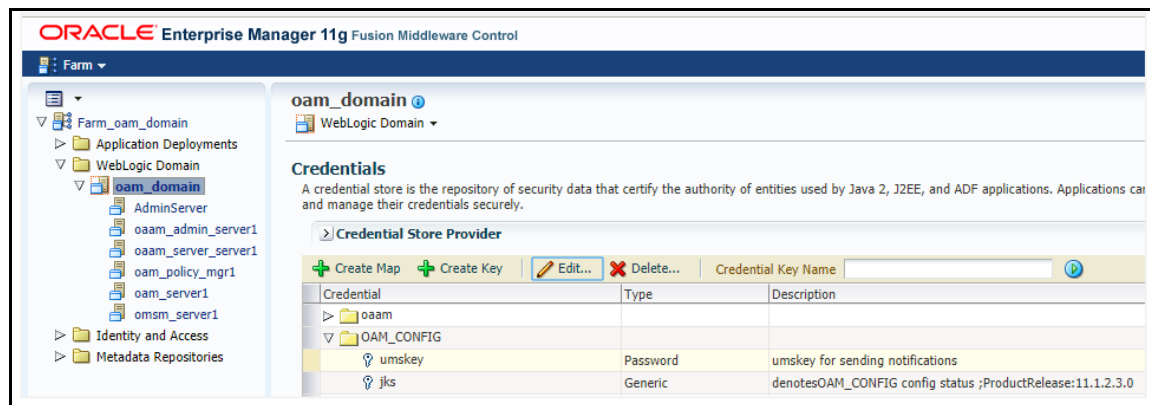 ORACLE Enterprise Manager 11g Fusion Middleware Control
Farm
Farm_oam_domain
Application Deployments
WebLogic Domain
oam_domain
AdminServer
oaam_admin_server1
oaam_server_server1
oam_policy_mgr1
oam_server1
omsm_server1
Identity and Access
Metadata Repositories
oam_domain
WebLogic Domain
Credentials
A credential store is the repository of security data that certify the authority of entities used by Java 2, J2EE, and ADF applications. Applications car
and manage their credentials securely.
Credential Store Provider
Create Map Create Key Edit... Delete... Credential Key Name
Credential Type Description
oaam
OAM_CONFIG
umskey Password umskey for sending notifications
jks Generic denotesOAM_CONFIG config status ;ProductRelease:11.1.2.3.0